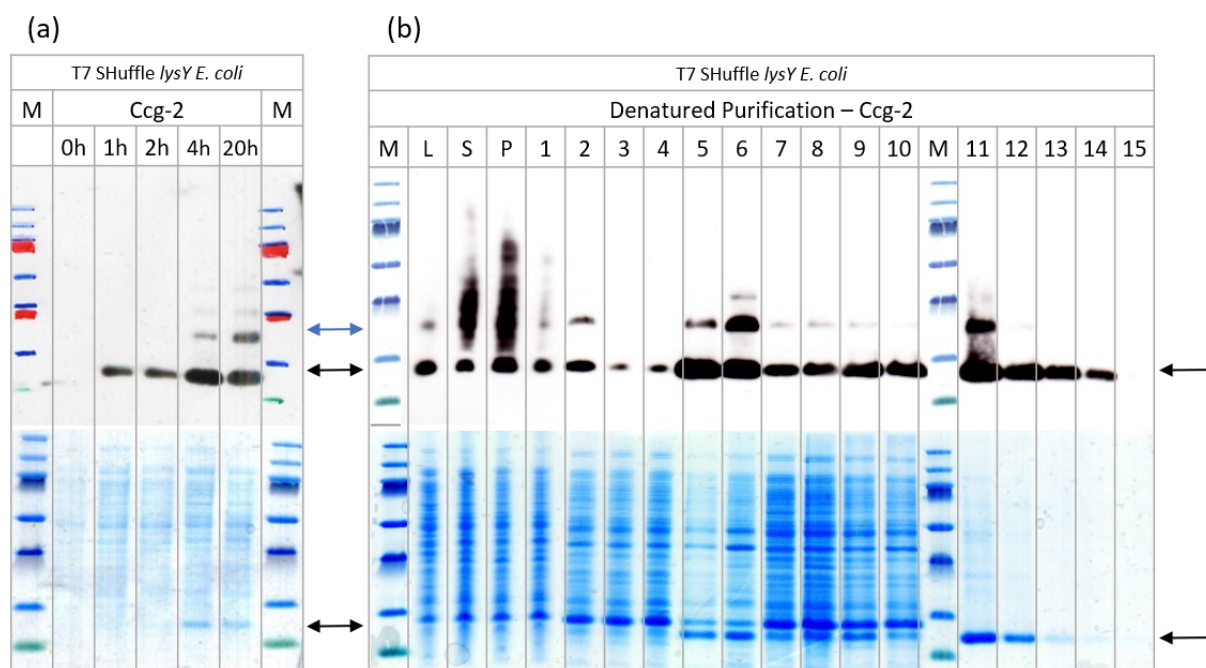 (a)
(b)
T7 SHuffle lysY E. coli
T7 SHuffle lysY E. coli
M Ccg-2 M
Denatured Purification – Ccg-2
0h 1h 2h 4h 20h
M L S P 1 2 3 4 5 6 7 8 9 10 M 11 12 13 14 15